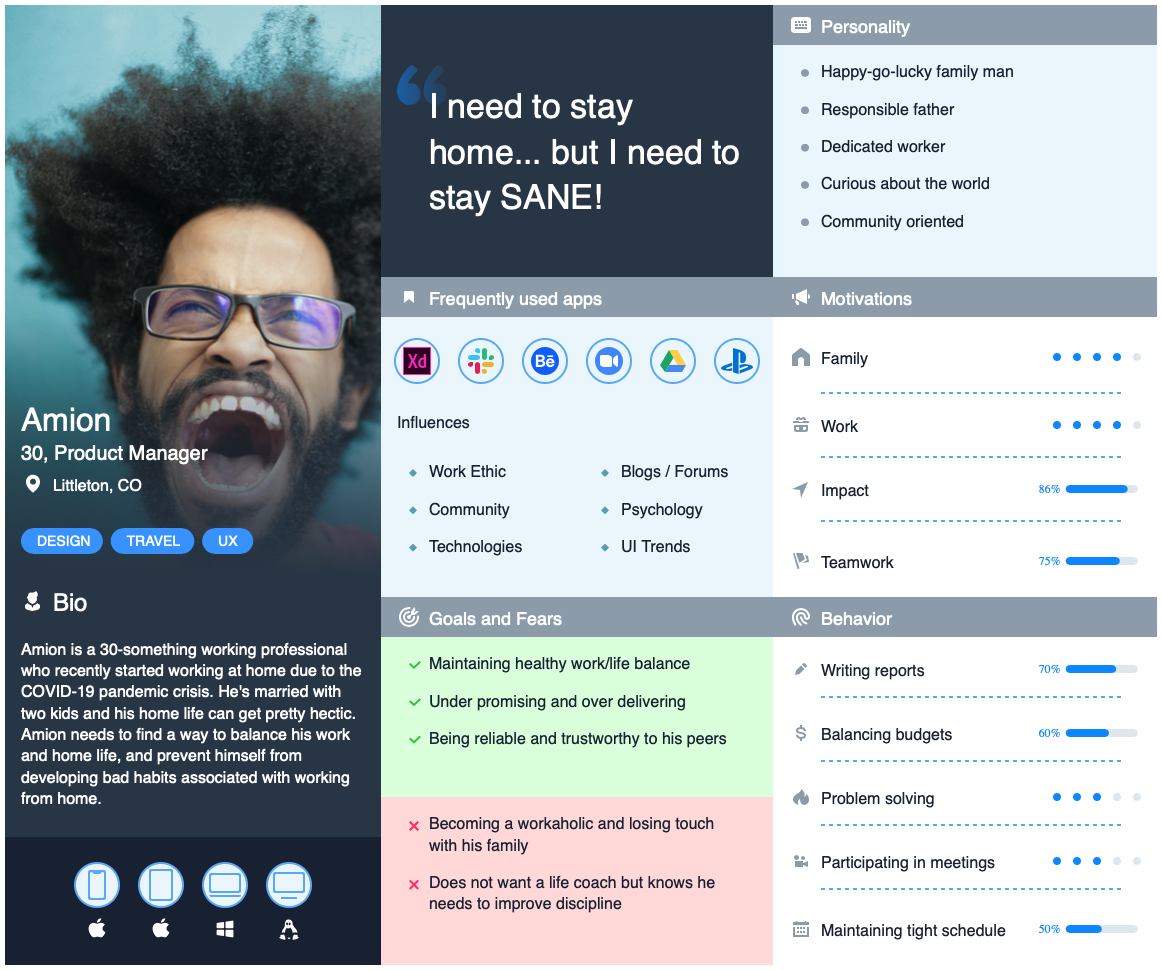 Amion
30, Product Manager
Littleton, CO
DESIGN
TRAVEL
UX
Bio
Amion is a 30-something working professional
who recently started working at home due to the
COVID-19 pandemic crisis. He's married with
two kids and his home life can get pretty hectic.
Amion needs to find a way to balance his work
and home life, and prevent himself from
developing bad habits associated with working
from home.
“
I need to stay
home... but I need to
stay SANE!
Frequently used apps
Xd
Bē
Influences
Work Ethic
Community
Technologies
Blogs / Forums
Psychology
UI Trends
Goals and Fears
Maintaining healthy work/life balance
Under promising and over delivering
Being reliable and trustworthy to his peers
Becoming a workaholic and losing touch
with his family
Does not want a life coach but knows he
needs to improve discipline
Personality
Happy-go-lucky family man
Responsible father
Dedicated worker
Curious about the world
Community oriented
Motivations
Family
Work
Impact 86%
Teamwork 75%
Behavior
Writing reports 70%
Balancing budgets 60%
Problem solving
Participating in meetings
Maintaining tight schedule 50%